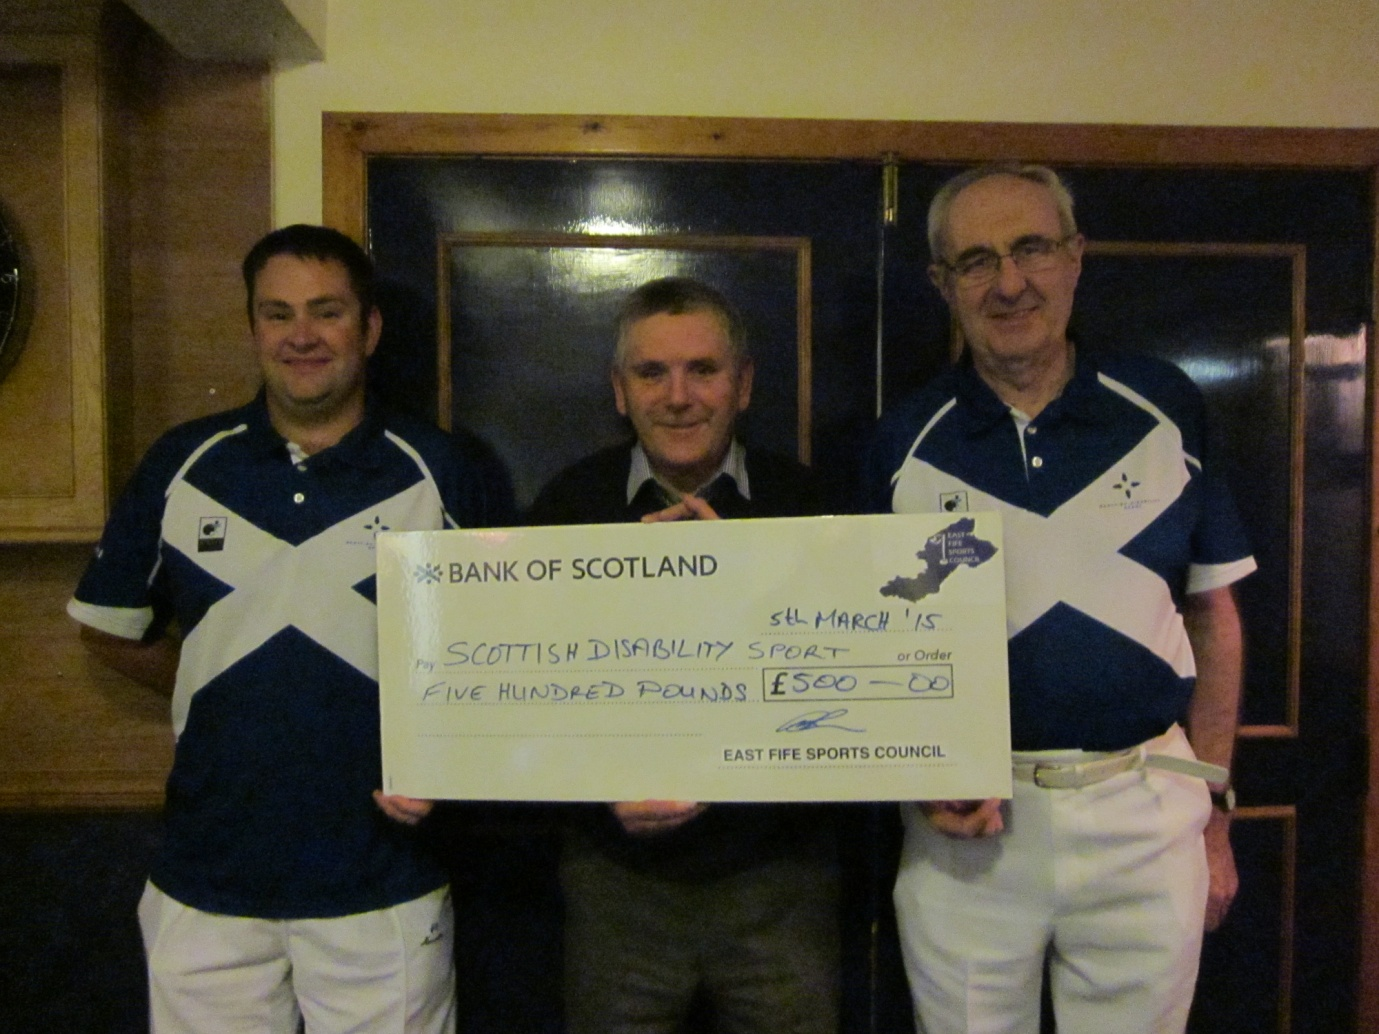 BANK OF SCOTLAND
EAST
FIFE
SPORTS
COUNCIL
5th MARCH '15
Pay SCOTTISH DISABILITY SPORT or Order
FIVE HUNDRED POUNDS £500 — 00
EAST FIFE SPORTS COUNCIL